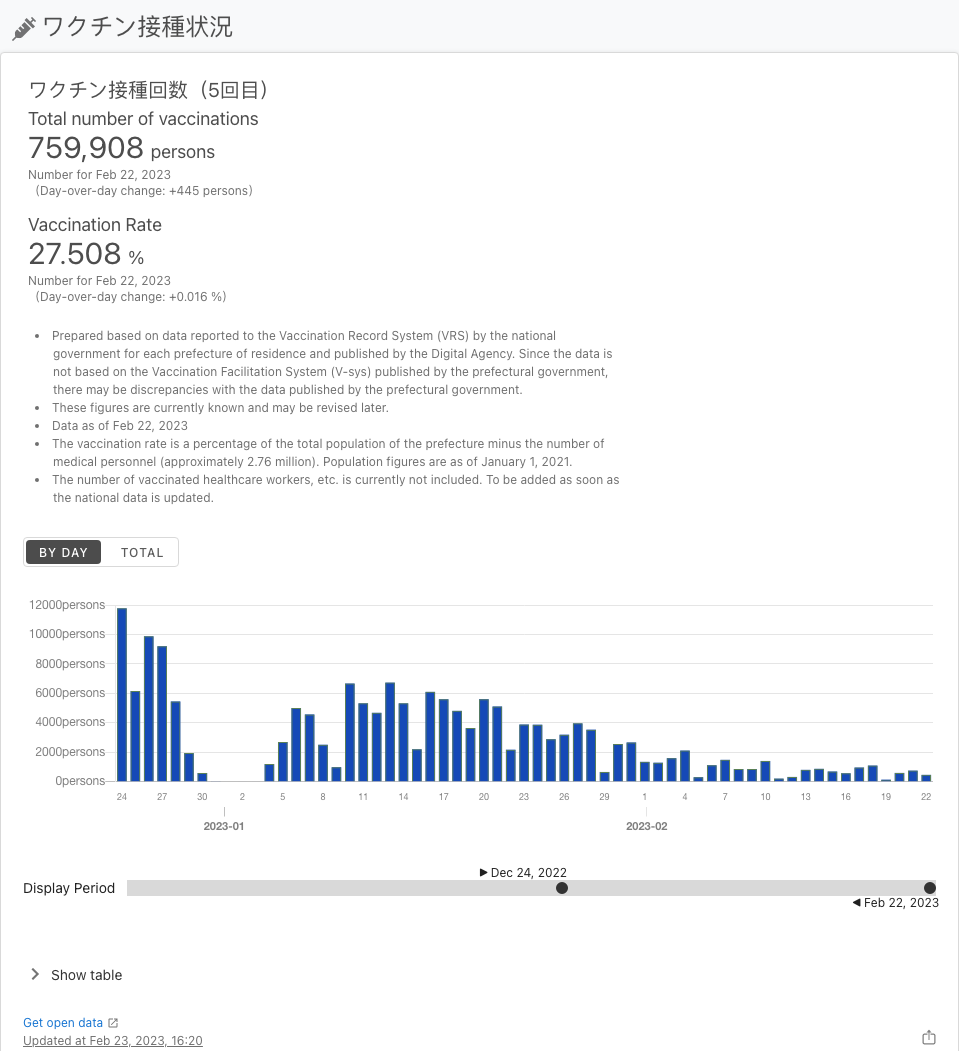 ワクチン接種状況
ワクチン接種回数（5回目）
Total number of vaccinations
759,908 persons
Number for Feb 22, 2023
（Day-over-day change: +445 persons）
Vaccination Rate
27.508 %
Number for Feb 22, 2023
（Day-over-day change: +0.016 %）
• Prepared based on data reported to the Vaccination Record System (VRS) by the national
government for each prefecture of residence and published by the Digital Agency. Since the data is
not based on the Vaccination Facilitation System (V-sys) published by the prefectural government,
there may be discrepancies with the data published by the prefectural government.
• These figures are currently known and may be revised later.
• Data as of Feb 22, 2023
• The vaccination rate is a percentage of the total population of the prefecture minus the number of
medical personnel (approximately 2.76 million). Population figures are as of January 1, 2021.
• The number of vaccinated healthcare workers, etc. is currently not included. To be added as soon as
the national data is updated.
BY DAY TOTAL
12000persons
10000persons
8000persons
6000persons
4000persons
2000persons
0persons
24 27 30 2 5 8 11 14 17 20 23 26 29 1 4 7 10 13 16 19 22
2023-01 2023-02
Dec 24, 2022
Display Period
Feb 22, 2023
Show table
Get open data
Updated at Feb 23, 2023, 16:20